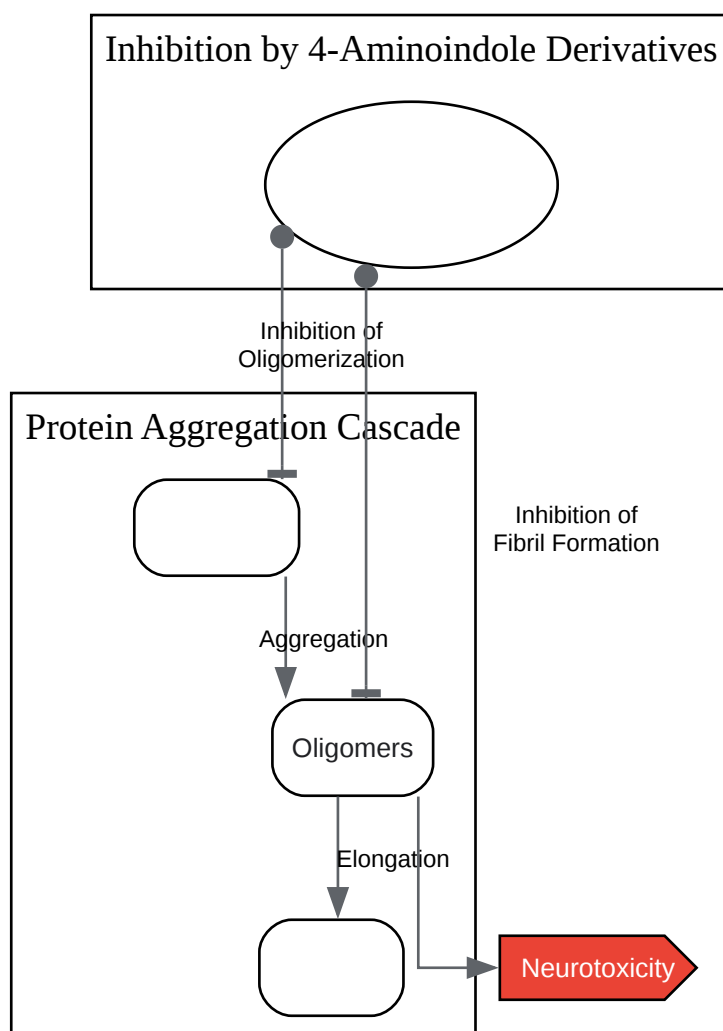 Inhibition by 4-Aminoindole Derivatives
Inhibition of
Oligomerization
Protein Aggregation Cascade
Inhibition of
Fibril Formation
Aggregation
Oligomers
Elongation
Neurotoxicity